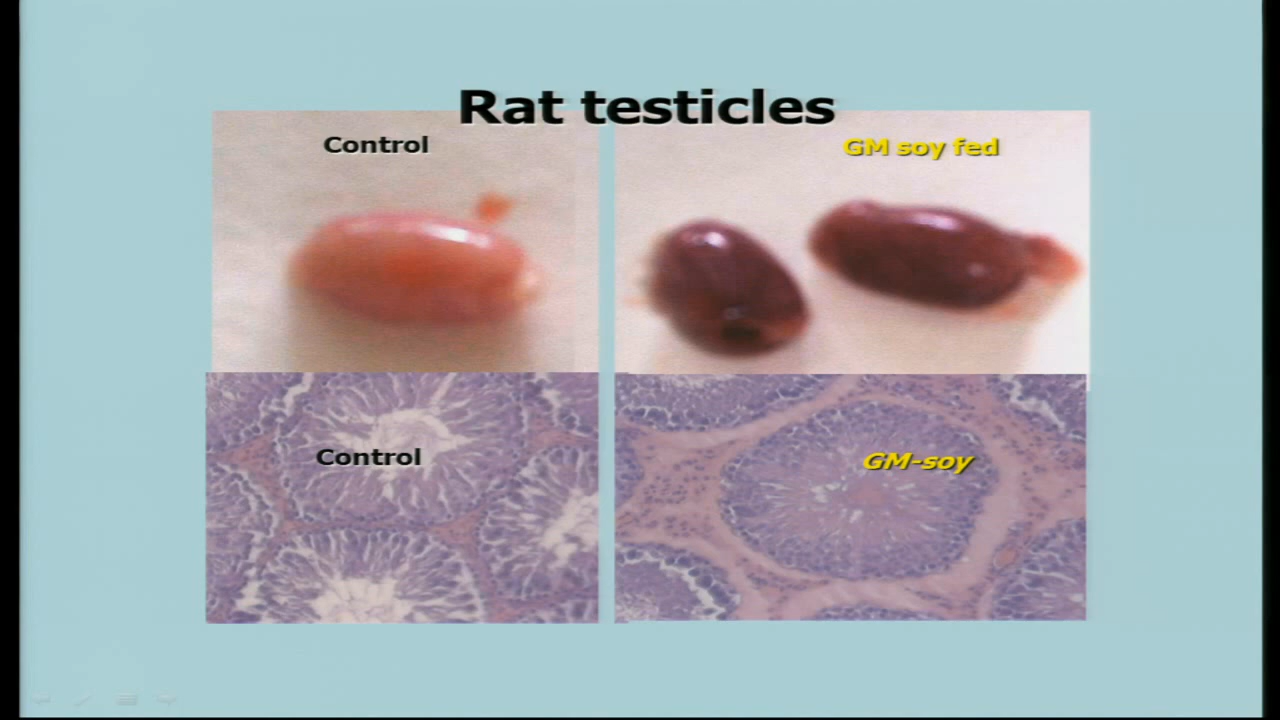 Rat testicles
Control
GM soy fed
Control
GM-soy